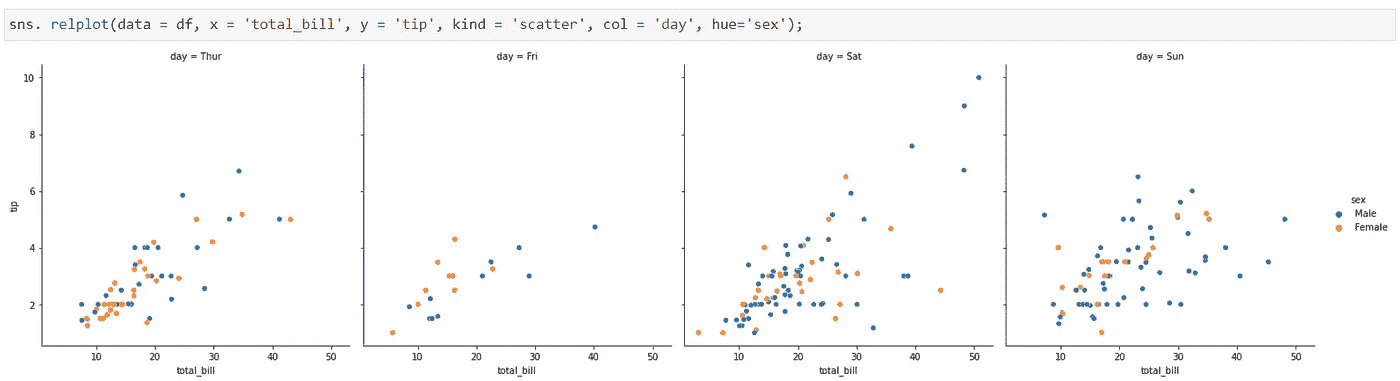 sns. relplot(data = df, x = 'total_bill', y = 'tip', kind = 'scatter', col = 'day', hue='sex');
day = Thur
day = Fri
day = Sat
day = Sun
10
8
6
4
2
tip
sex
Male
Female
10 20 30 40 50
10 20 30 40 50
10 20 30 40 50
10 20 30 40 50
total_bill
total_bill
total_bill
total_bill